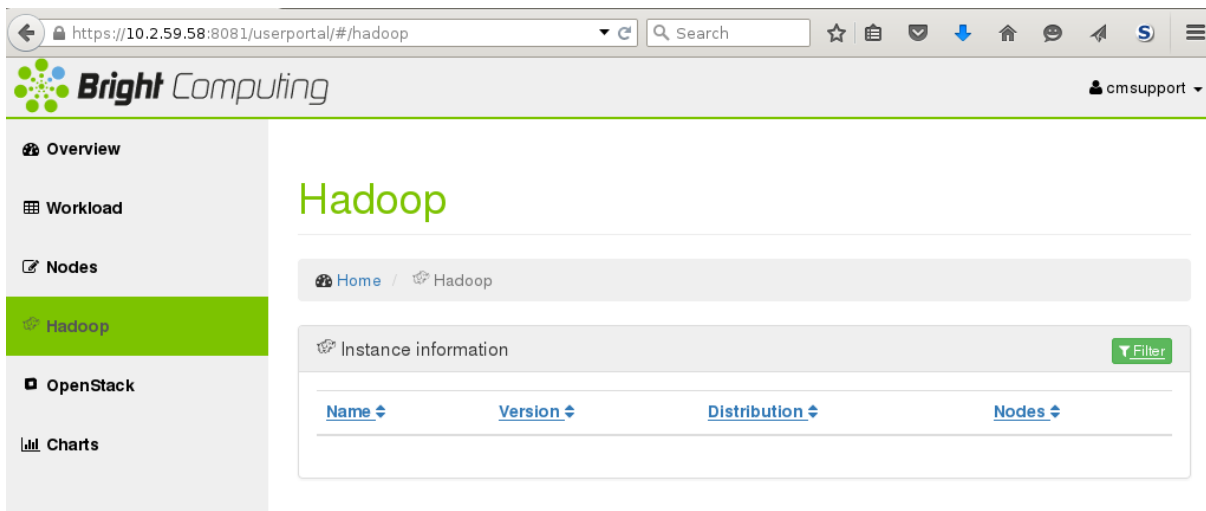 https://10.2.59.58:8081/userportal/#/hadoop Search S
Bright Computing cmsupport
Overview
Workload
Nodes
Hadoop
OpenStack
Charts
Hadoop
Home / Hadoop
Instance information Filter
Name Version Distribution Nodes